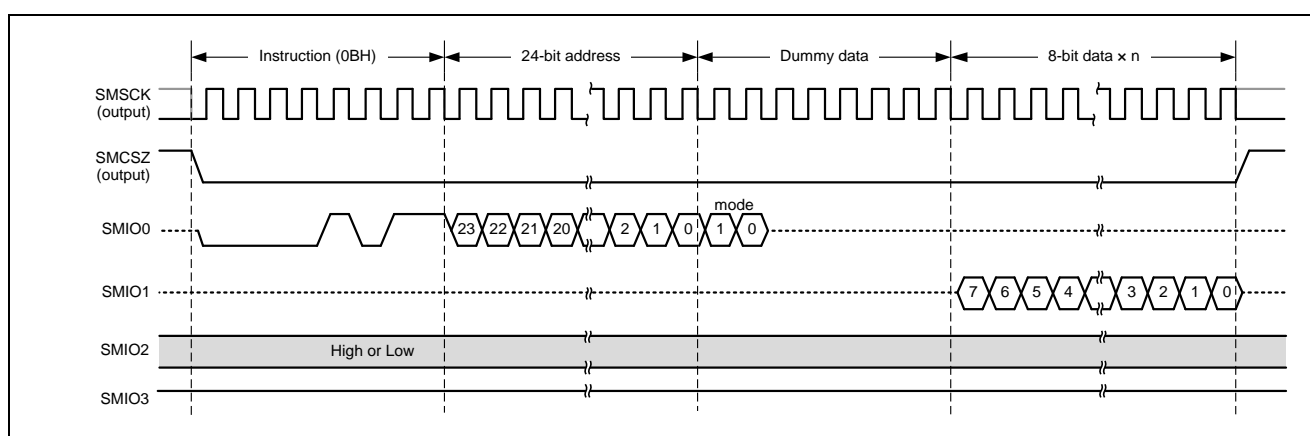 Instruction (0BH) 24-bit address Dummy data 8-bit data × n
SMSCK
(output)
SMCSZ
(output)
mode
SMIO0 23 22 21 20 2 1 0 1 0
SMIO1 7 6 5 4 3 2 1 0
SMIO2 High or Low
SMIO3